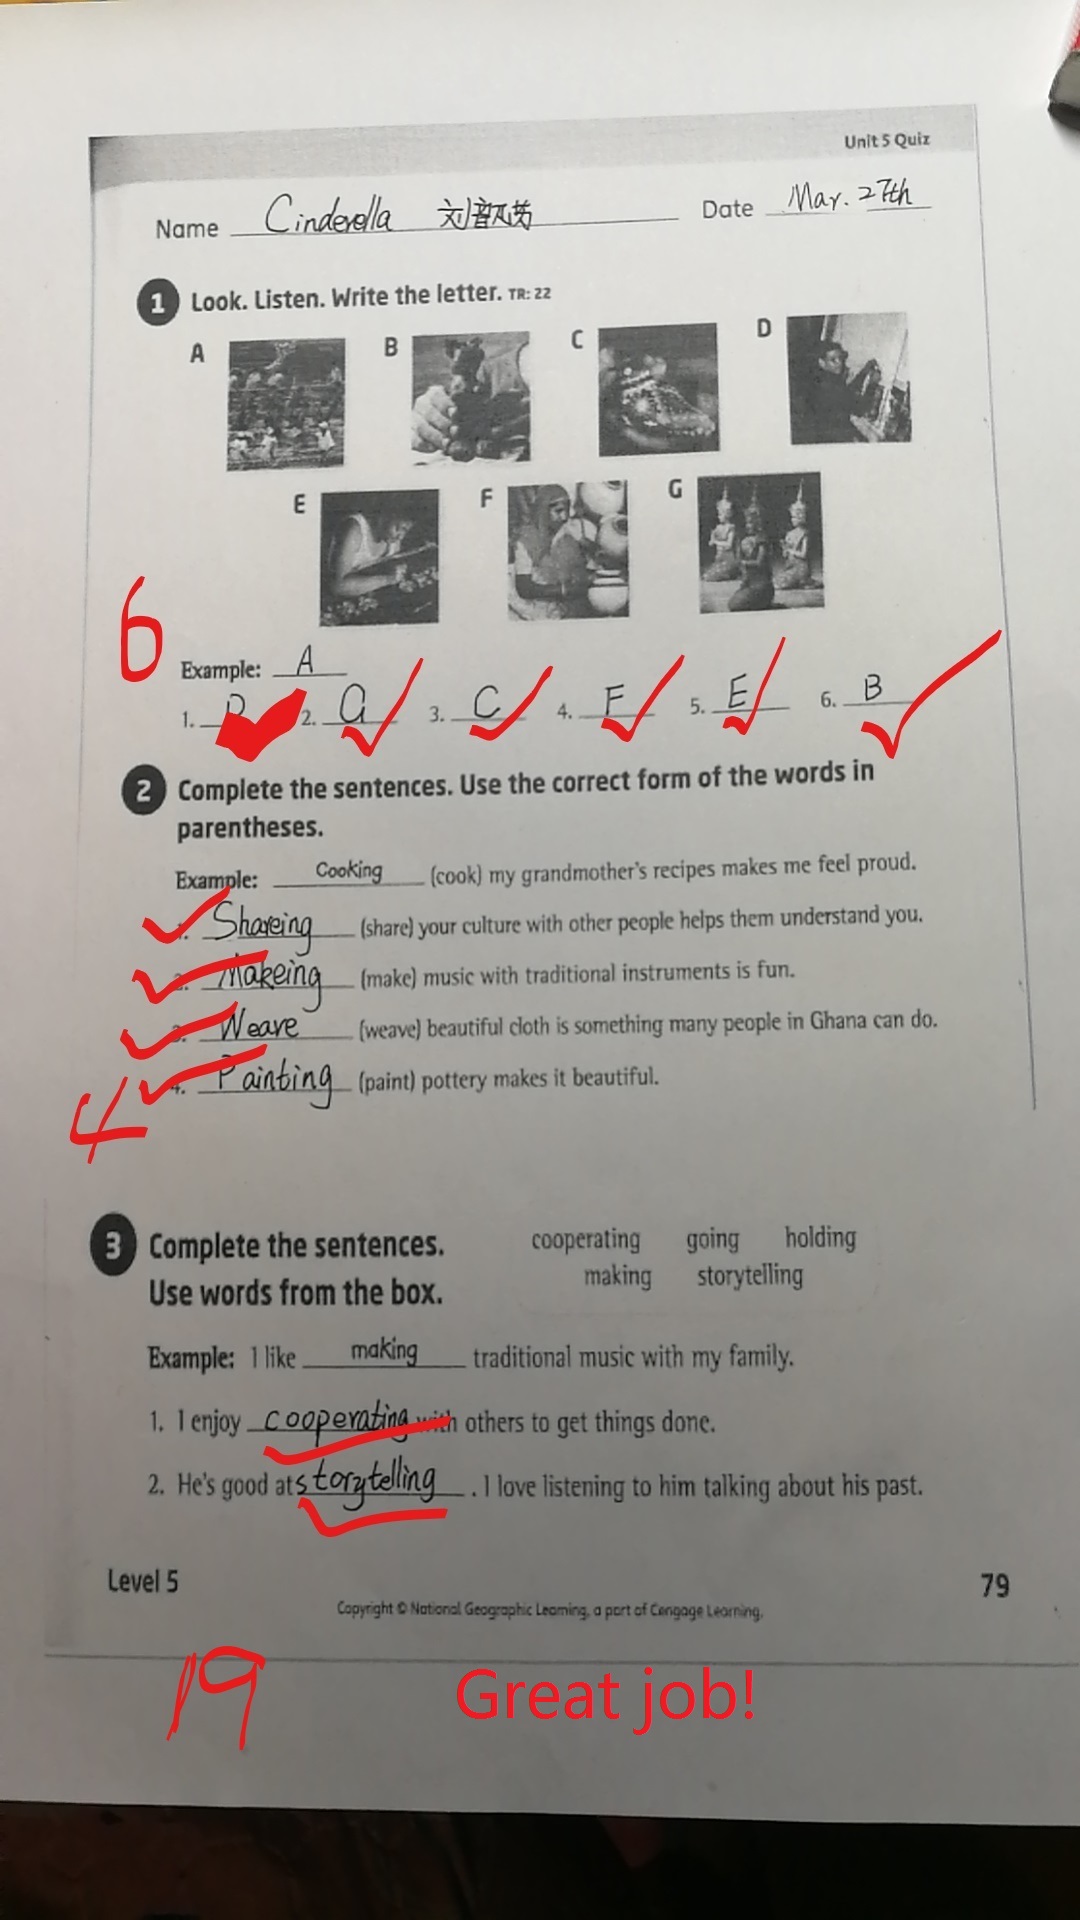 Unit 5 Quiz
Name Cinderella 刘 Date Mar. 27th
1 Look. Listen. Write the letter. TR: 22
A B C D
E F G
6
Example: A
1. D 2. G 3. C 4. F 5. E 6. B
2 Complete the sentences. Use the correct form of the words in
parentheses.
Example: Cooking (cook) my grandmother's recipes makes me feel proud.
1. Shareing (share) your culture with other people helps them understand you.
2. Makeing (make) music with traditional instruments is fun.
3. Weave (weave) beautiful cloth is something many people in Ghana can do.
4. Painting (paint) pottery makes it beautiful.
4
3 Complete the sentences.
Use words from the box.
cooperating going holding
making storytelling
Example: I like making traditional music with my family.
1. I enjoy cooperating with others to get things done.
2. He's good at storytelling. I love listening to him talking about his past.
Level 5
79
Copyright © National Geographic Learning, a part of Cengage Learning.
19 Great job!